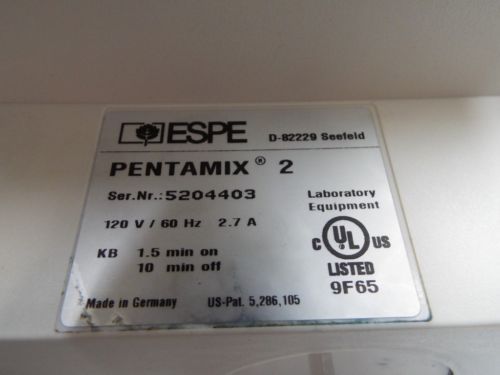 ESPE D-82229 Seefeld
PENTAMIX® 2
Ser.Nr.: 5204403
Laboratory
Equipment
120 V / 60 Hz 2.7 A
KB 1.5 min on
10 min off
C UL US
LISTED
9F65
Made in Germany US-Pat. 5,286,105